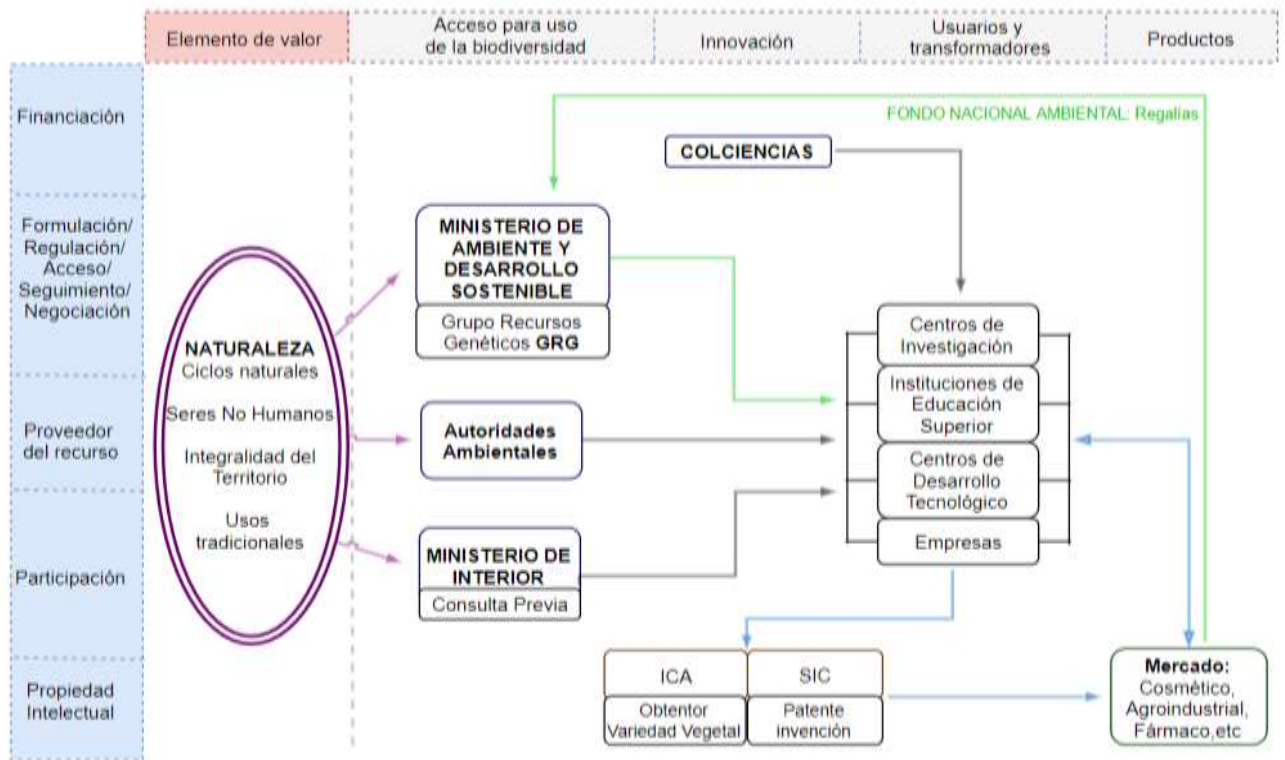 Elemento de valor
Acceso para uso
de la biodiversidad
Innovación
Usuarios y
transformadores
Productos
Financiación
Formulación/
Regulación/
Acceso/
Seguimiento/
Negociación
Proveedor
del recurso
Participación
Propiedad
Intelectual
NATURALEZA
Ciclos naturales
Seres No Humanos
Integralidad del
Territorio
Usos
tradicionales
FONDO NACIONAL AMBIENTAL: Regalías
COLCIENCIAS
MINISTERIO DE
AMBIENTE Y
DESARROLLO
SOSTENIBLE
Grupo Recursos
Genéticos GRG
Autoridades
Ambientales
MINISTERIO DE
INTERIOR
Consulta Previa
Centros de
Investigación
Instituciones de
Educación
Superior
Centros de
Desarrollo
Tecnológico
Empresas
ICA
Obtentor
Variedad Vegetal
SIC
Patente
invención
Mercado:
Cosmético,
Agroindustrial,
Fármaco,etc